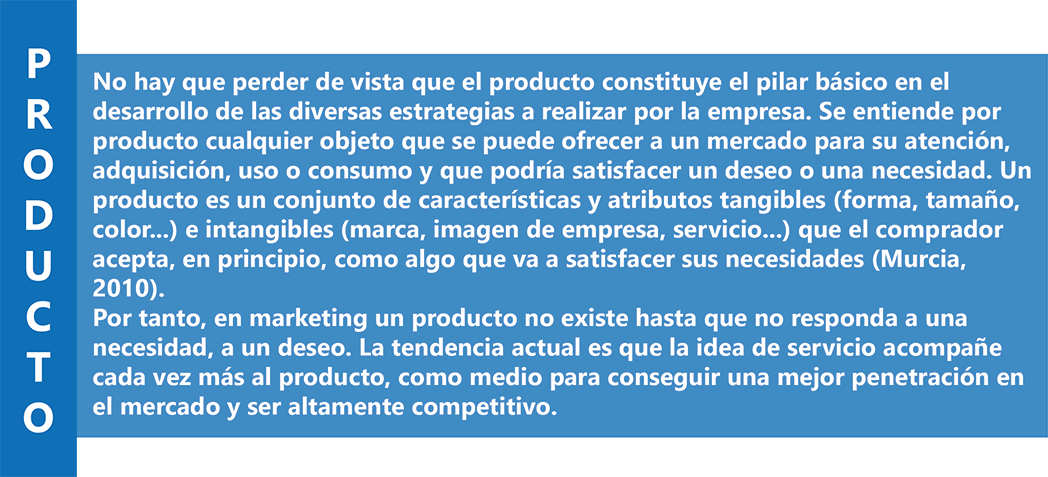 PRODUCTO
No hay que perder de vista que el producto constituye el pilar básico en el
desarrollo de las diversas estrategias a realizar por la empresa. Se entiende por
producto cualquier objeto que se puede ofrecer a un mercado para su atención,
adquisición, uso o consumo y que podría satisfacer un deseo o una necesidad. Un
producto es un conjunto de características y atributos tangibles (forma, tamaño,
color...) e intangibles (marca, imagen de empresa, servicio...) que el comprador
acepta, en principio, como algo que va a satisfacer sus necesidades (Murcia,
2010).
Por tanto, en marketing un producto no existe hasta que no responda a una
necesidad, a un deseo. La tendencia actual es que la idea de servicio acompañe
cada vez más al producto, como medio para conseguir una mejor penetración en
el mercado y ser altamente competitivo.